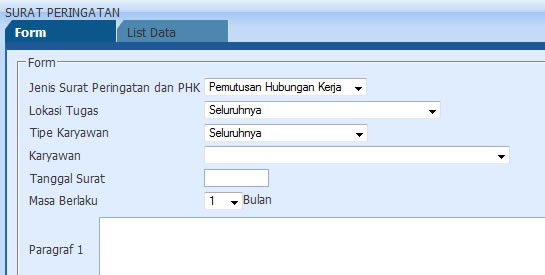 SURAT PERINGATAN
Form List Data
Form
Jenis Surat Peringatan dan PHK Pemutusan Hubungan Kerja
Lokasi Tugas Seluruhnya
Tipe Karyawan Seluruhnya
Karyawan
Tanggal Surat
Masa Berlaku 1 Bulan
Paragraf 1